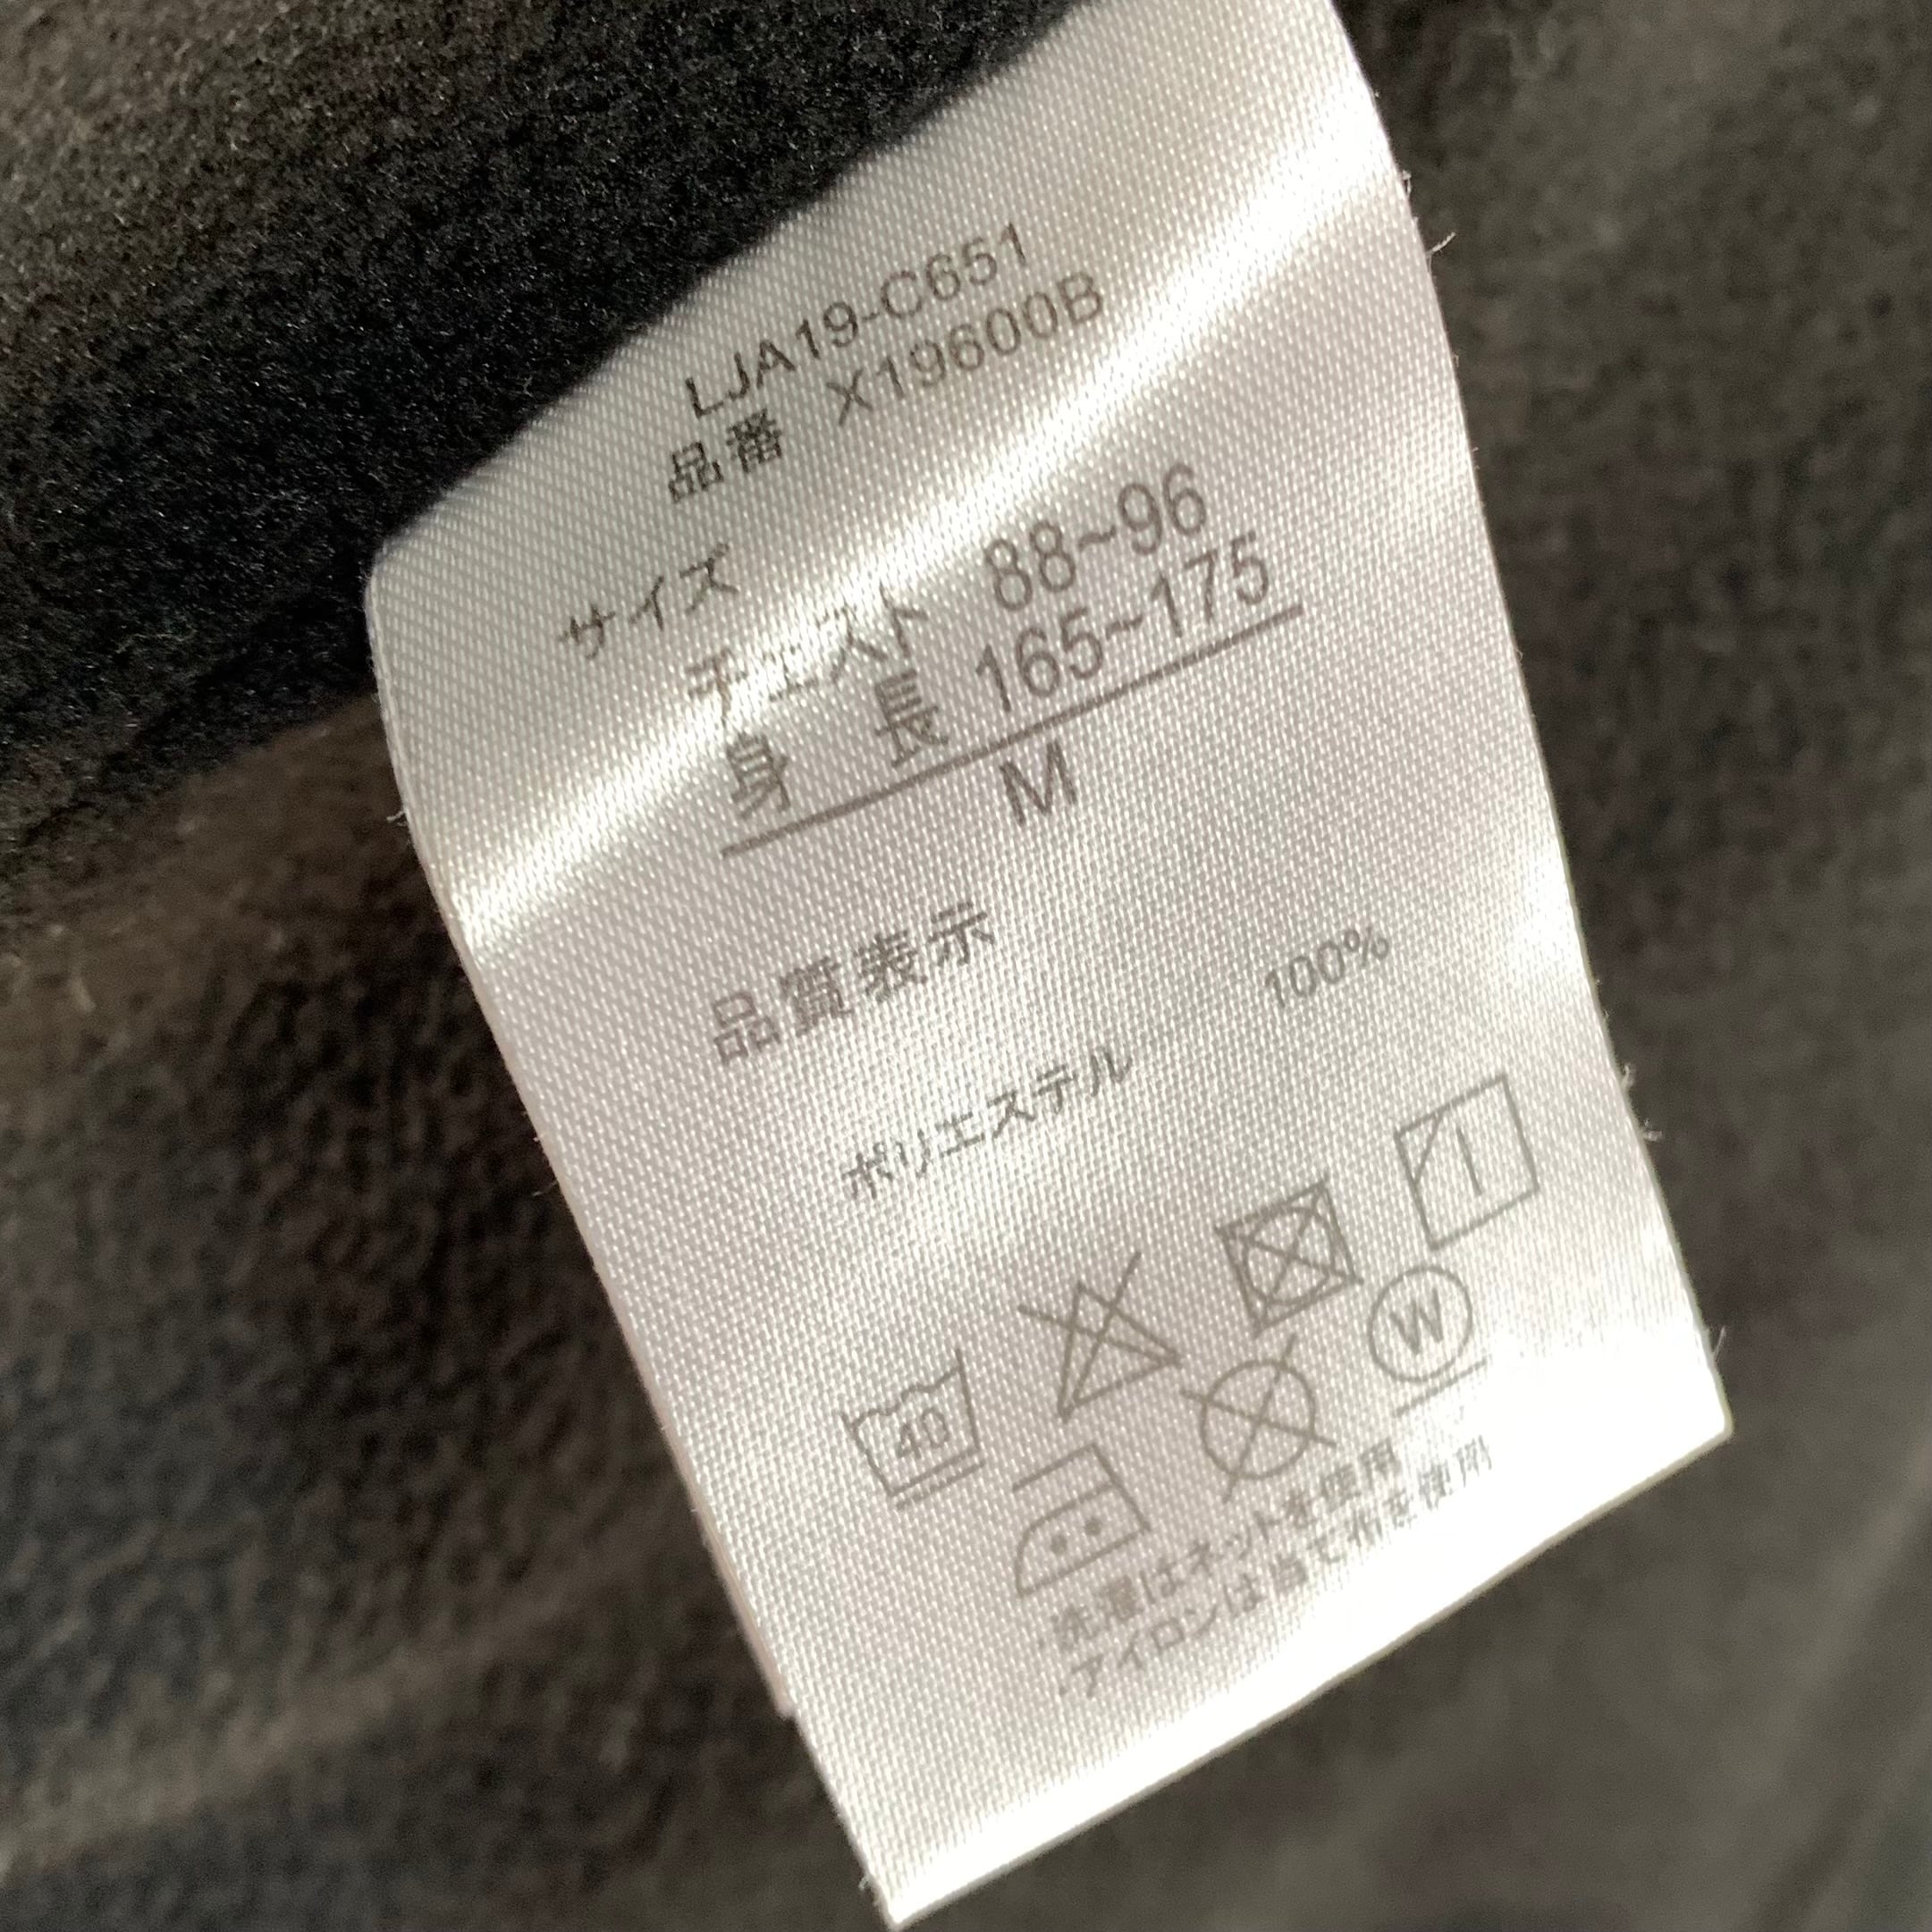 LJA19-C651
品番 X19600B
サイズ
チェスト 88~96
身 長 165~175
M
品質表示
ポリエステル 100%
40
W
洗濯はネットを使用
アイロンは当て布を使用